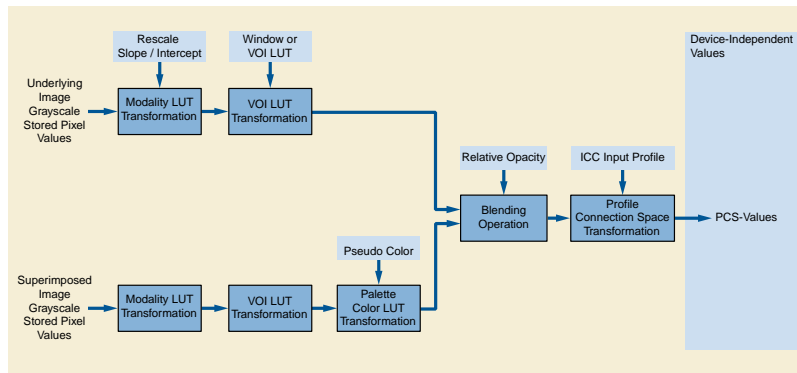 Rescale
Slope / Intercept
Window or
VOI LUT
Device-Independent
Values
Underlying
Image
Grayscale
Stored Pixel
Values
Modality LUT
Transformation
VOI LUT
Transformation
Relative Opacity
ICC Input Profile
Blending
Operation
Profile
Connection Space
Transformation
PCS-Values
Pseudo Color
Superimposed
Image
Grayscale
Stored Pixel
Values
Modality LUT
Transformation
VOI LUT
Transformation
Palette
Color LUT
Transformation